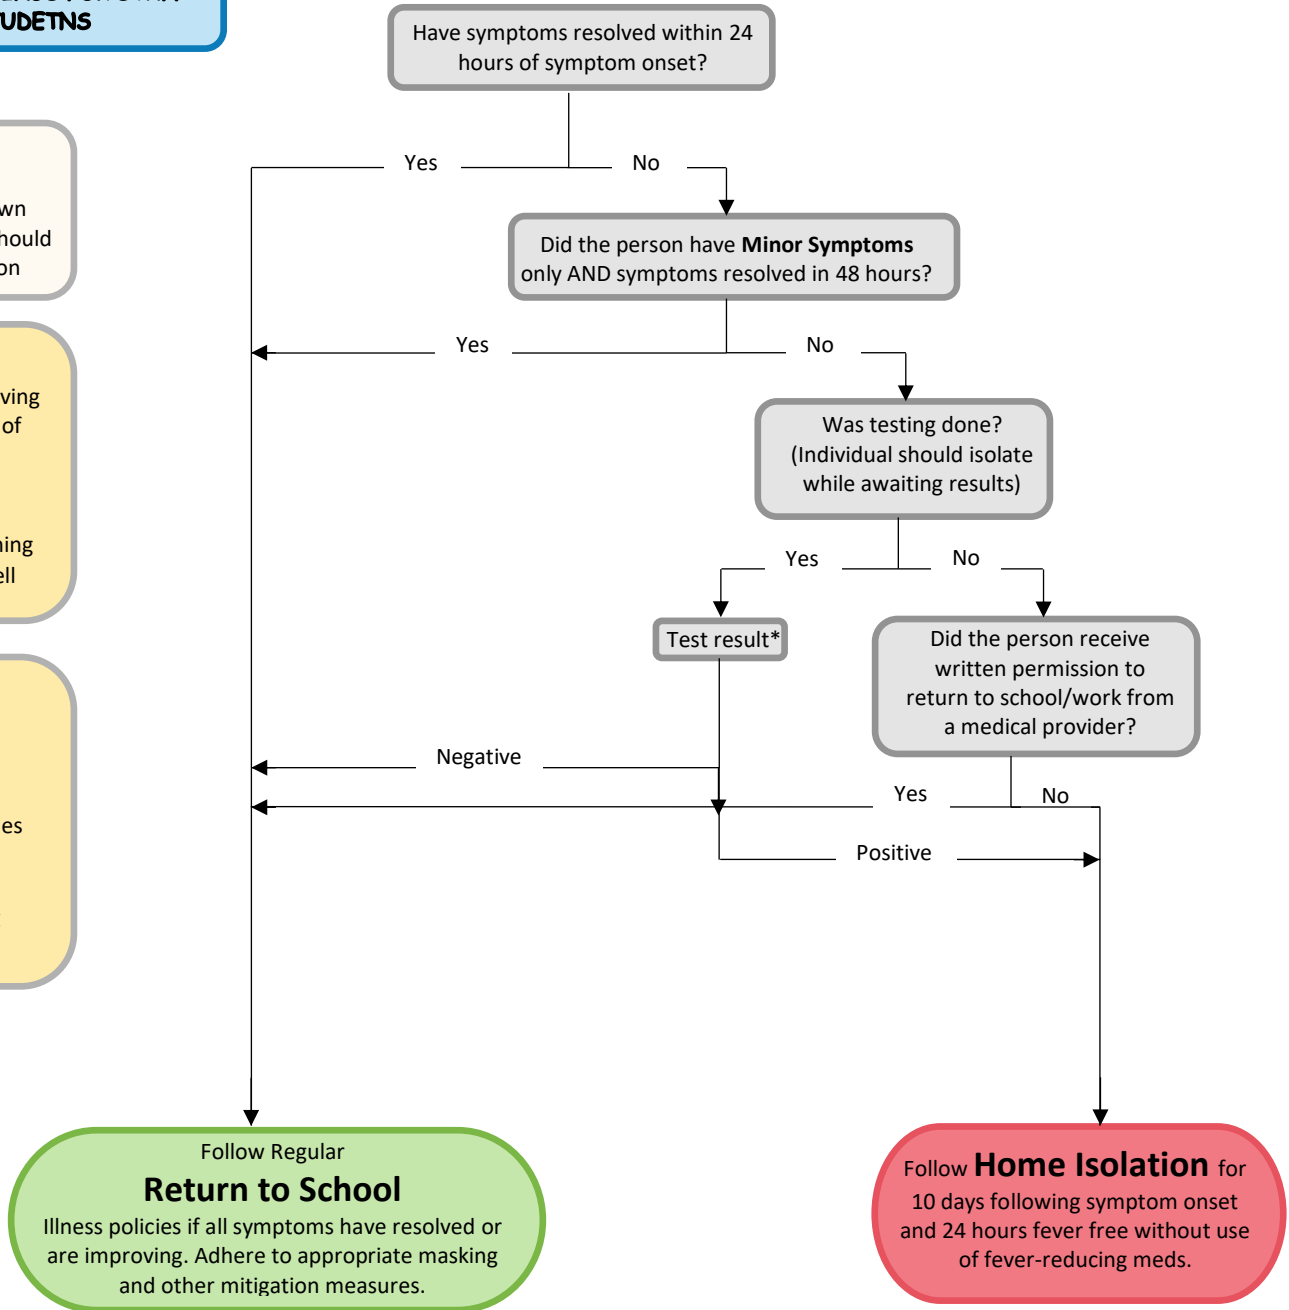 TUDETNS
Have symptoms resolved within 24
hours of symptom onset?
Yes
No
wn
hould
on
Did the person have Minor Symptoms
only AND symptoms resolved in 48 hours?
Yes
No
ving
of
ning
ell
Was testing done?
(Individual should isolate
while awaiting results)
Yes
No
Test result*
Did the person receive
written permission to
return to school/work from
a medical provider?
Negative
Yes
No
es
Positive
Follow Regular
Return to School
Illness policies if all symptoms have resolved or
are improving. Adhere to appropriate masking
and other mitigation measures.
Follow Home Isolation for
10 days following symptom onset
and 24 hours fever free without use
of fever-reducing meds.